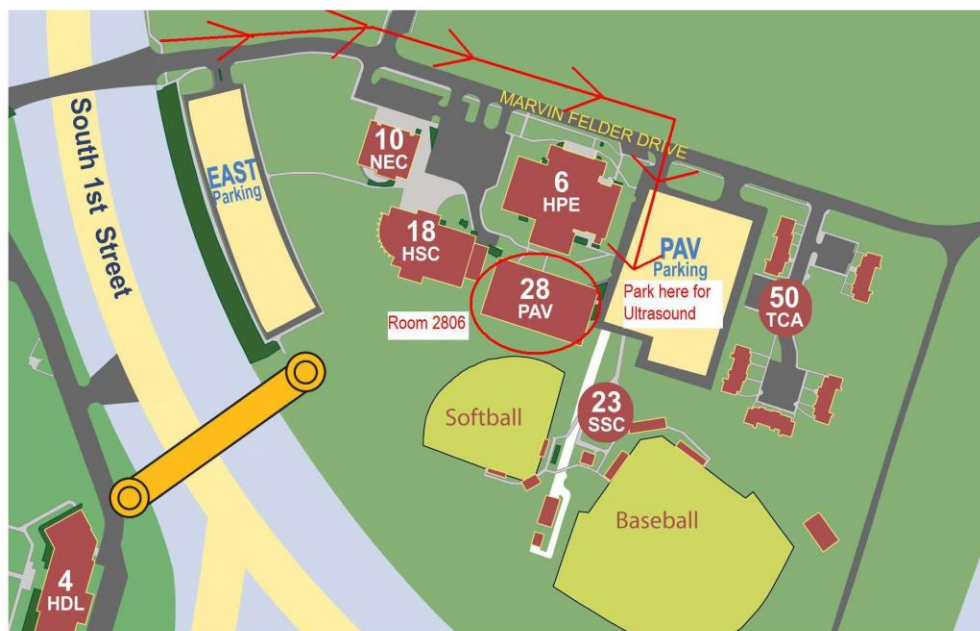 MARVIN FELDER DRIVE
South 1st Street
EAST
Parking
10
NEC
6
HPE
18
HSC
28
PAV
Room 2806
PAV
Parking
Park here for
Ultrasound
50
TCA
23
SSC
Softball
Baseball
4
HDL